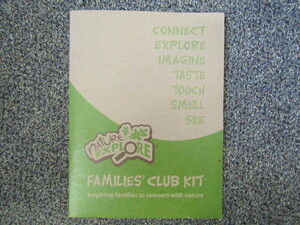 CONNECT
EXPLORE
IMAGINE
TASTE
TOUCH
SMELL
SEE
NATURE
EXPLORE
FAMILIES' CLUB KIT
Inspiring families to connect with nature